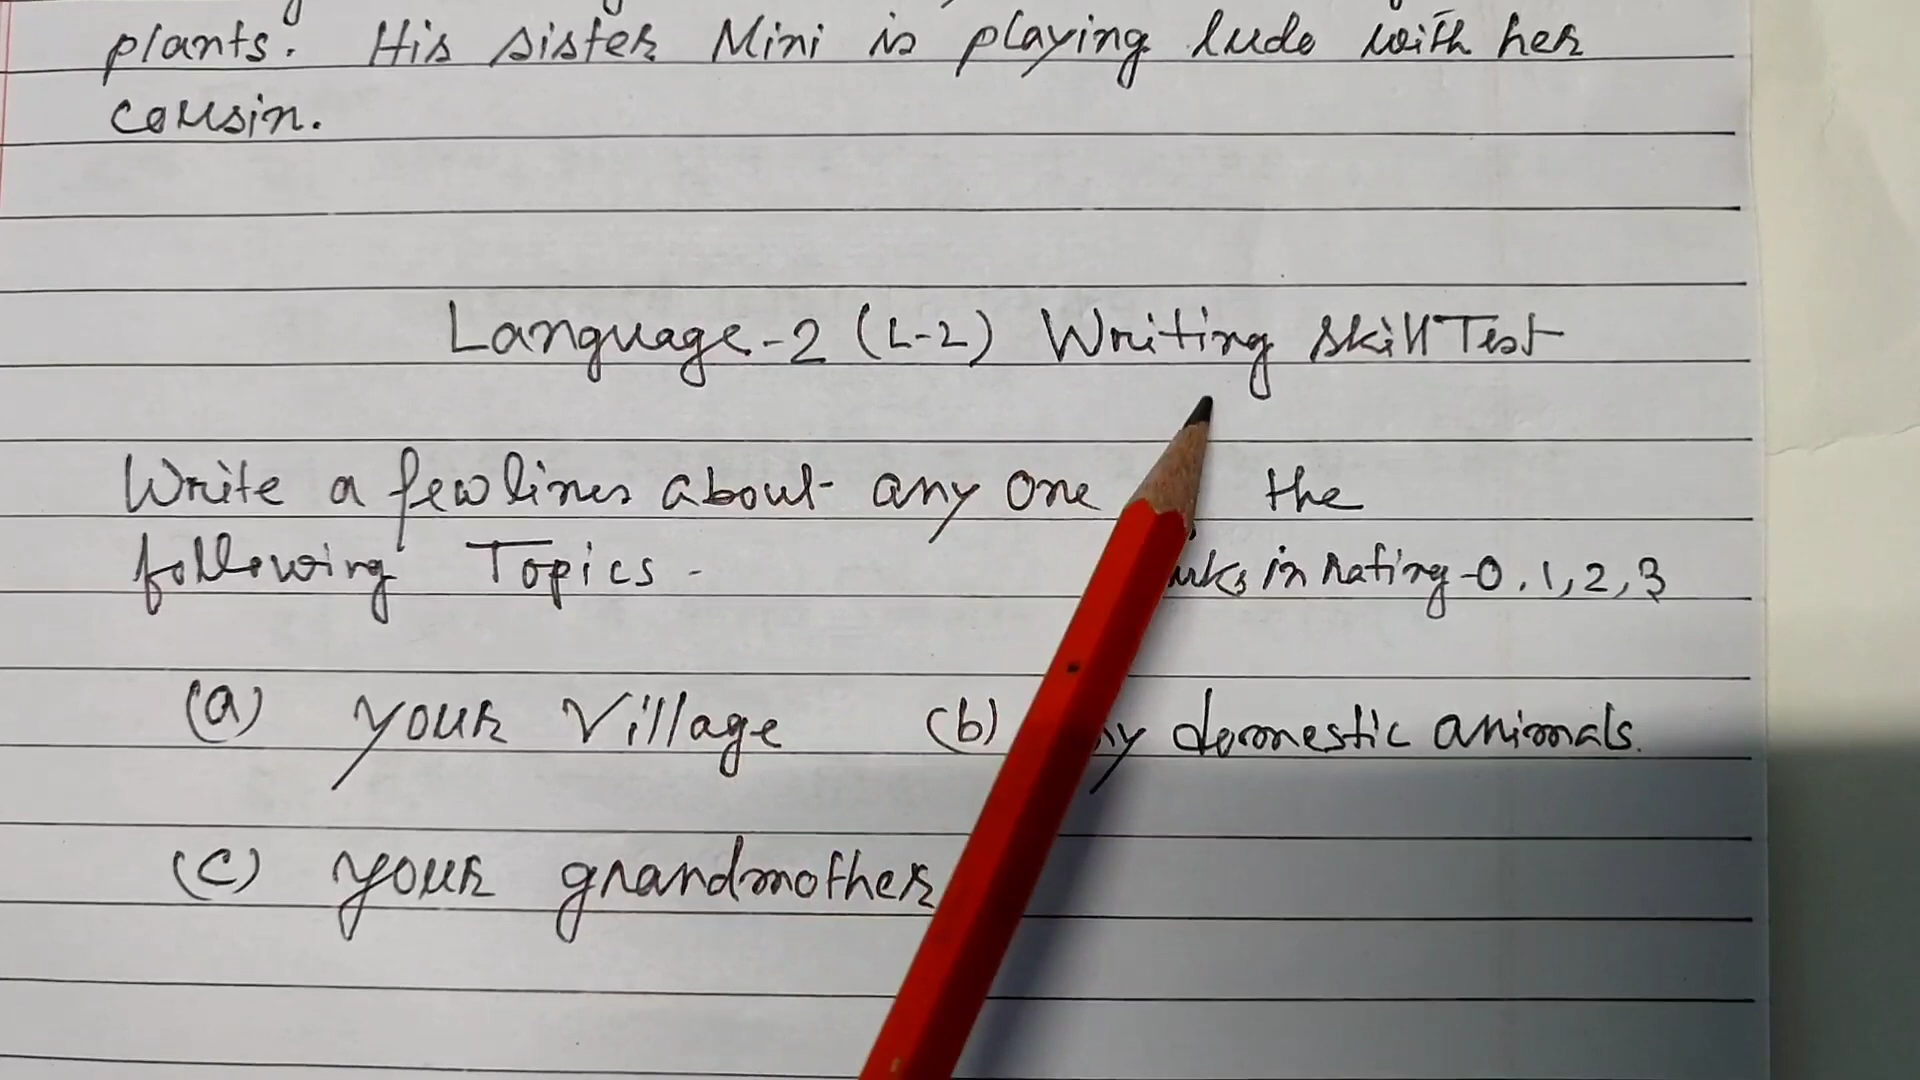 plants. His sister Mini is playing ludo with her
cousin.
Language-2 (L-2) Writing skill Test
Write a few lines about any one the
following Topics -
in rating-0, 1, 2, 3
(a) your Village (b) domestic animals.
(c) your grandmother